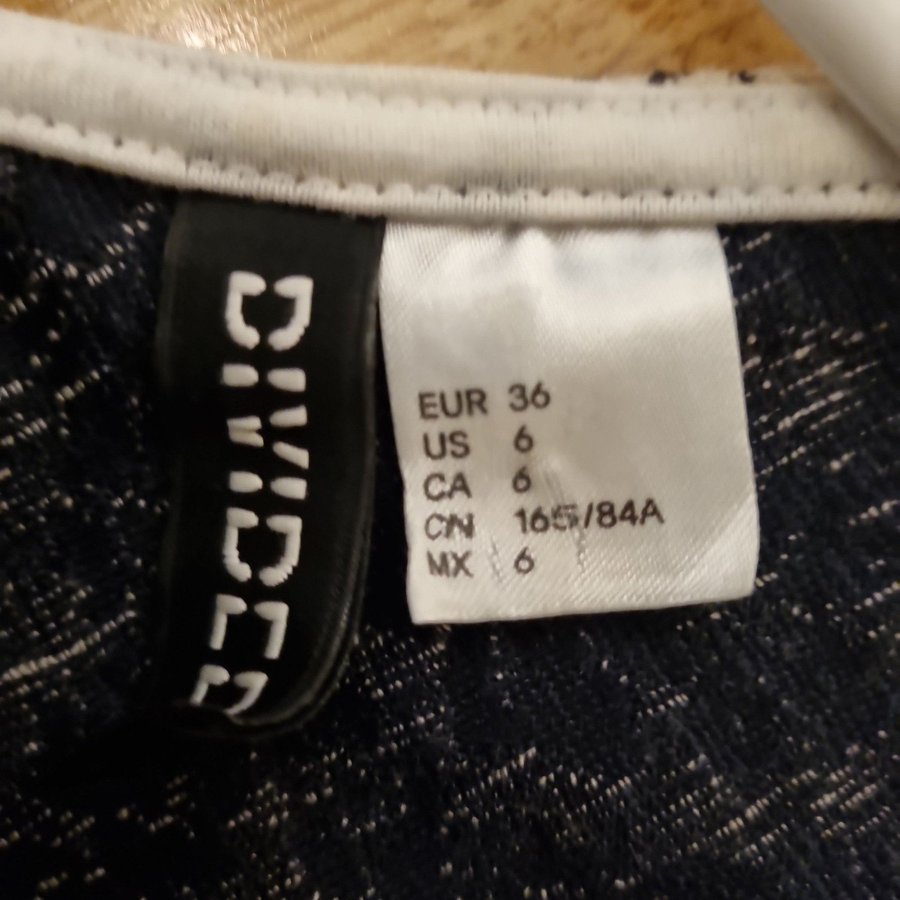 DIVIDED
EUR 36
US 6
CA 6
CN 165/84A
MX 6